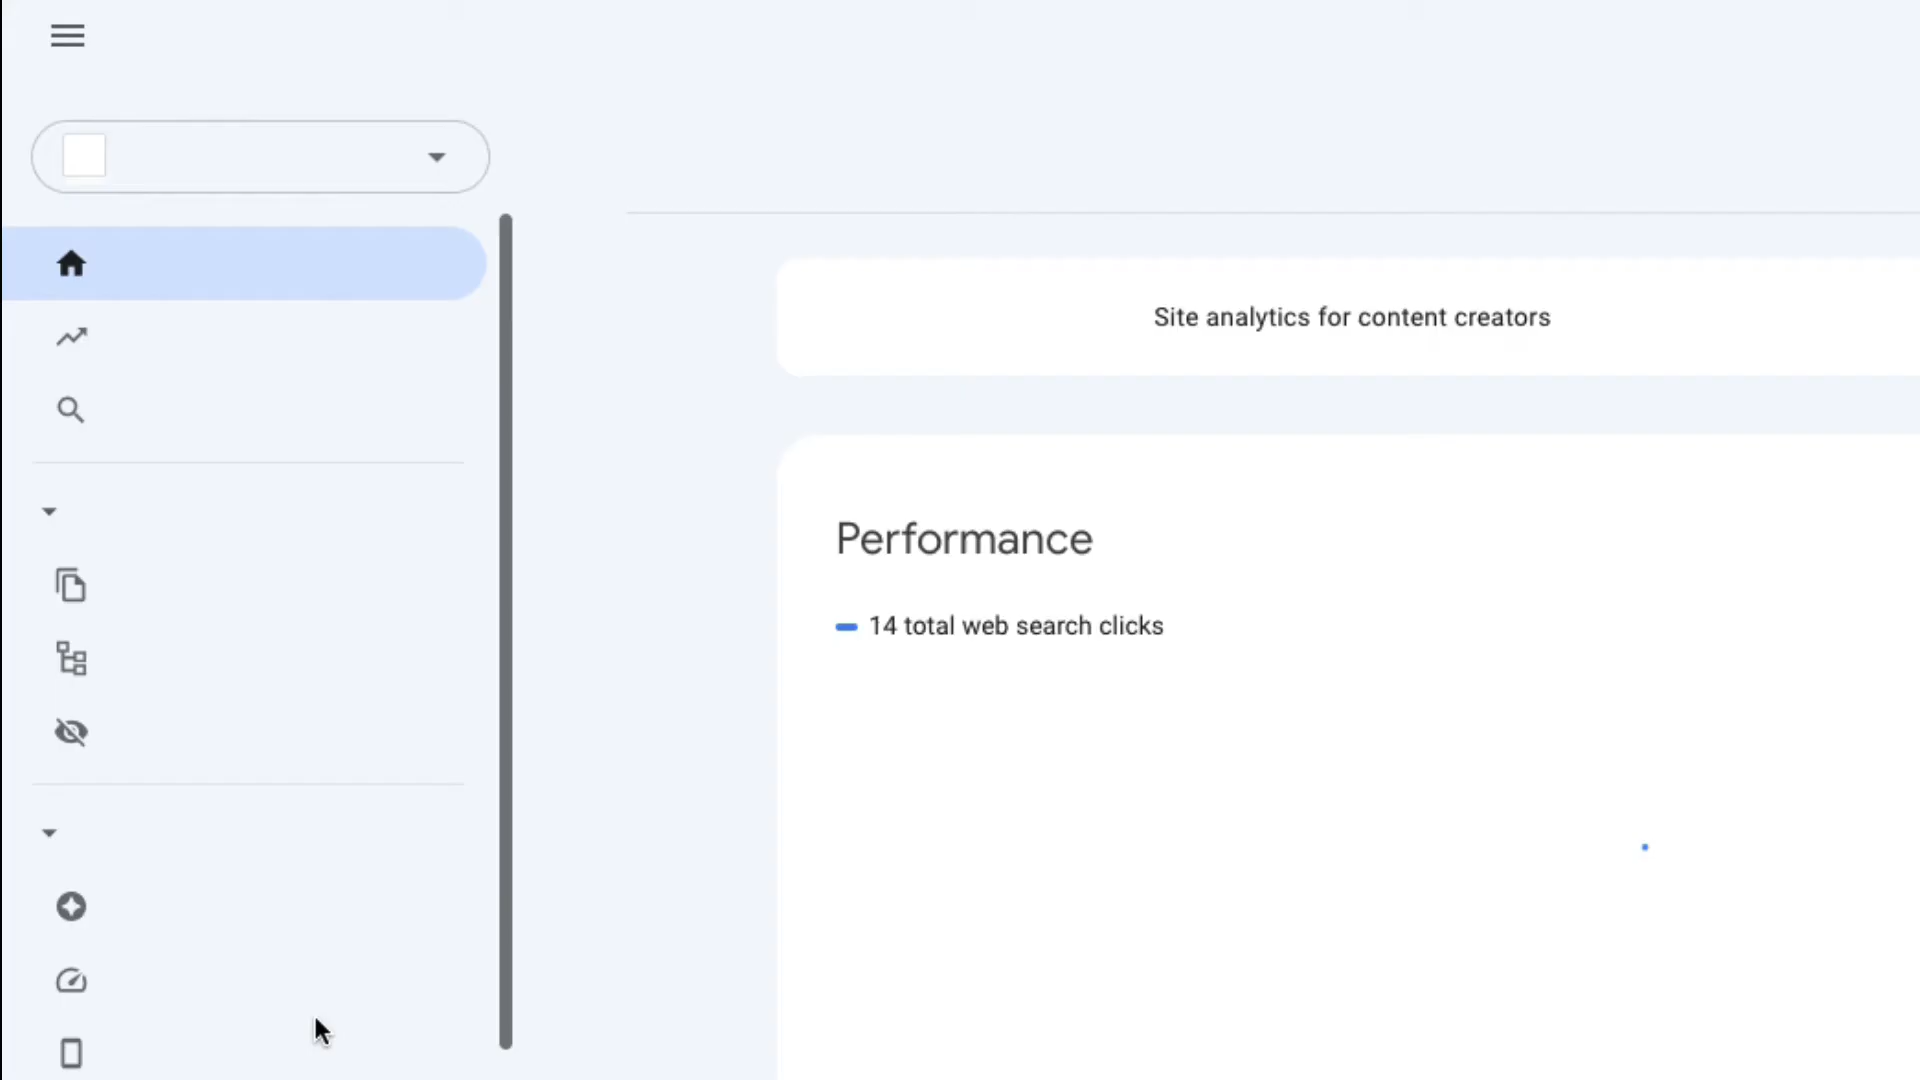 Site analytics for content creators
Performance
14 total web search clicks